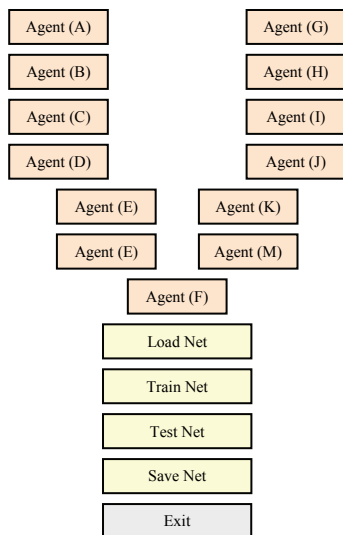 Agent (A)
Agent (G)
Agent (B)
Agent (H)
Agent (C)
Agent (I)
Agent (D)
Agent (J)
Agent (E)
Agent (K)
Agent (E)
Agent (M)
Agent (F)
Load Net
Train Net
Test Net
Save Net
Exit